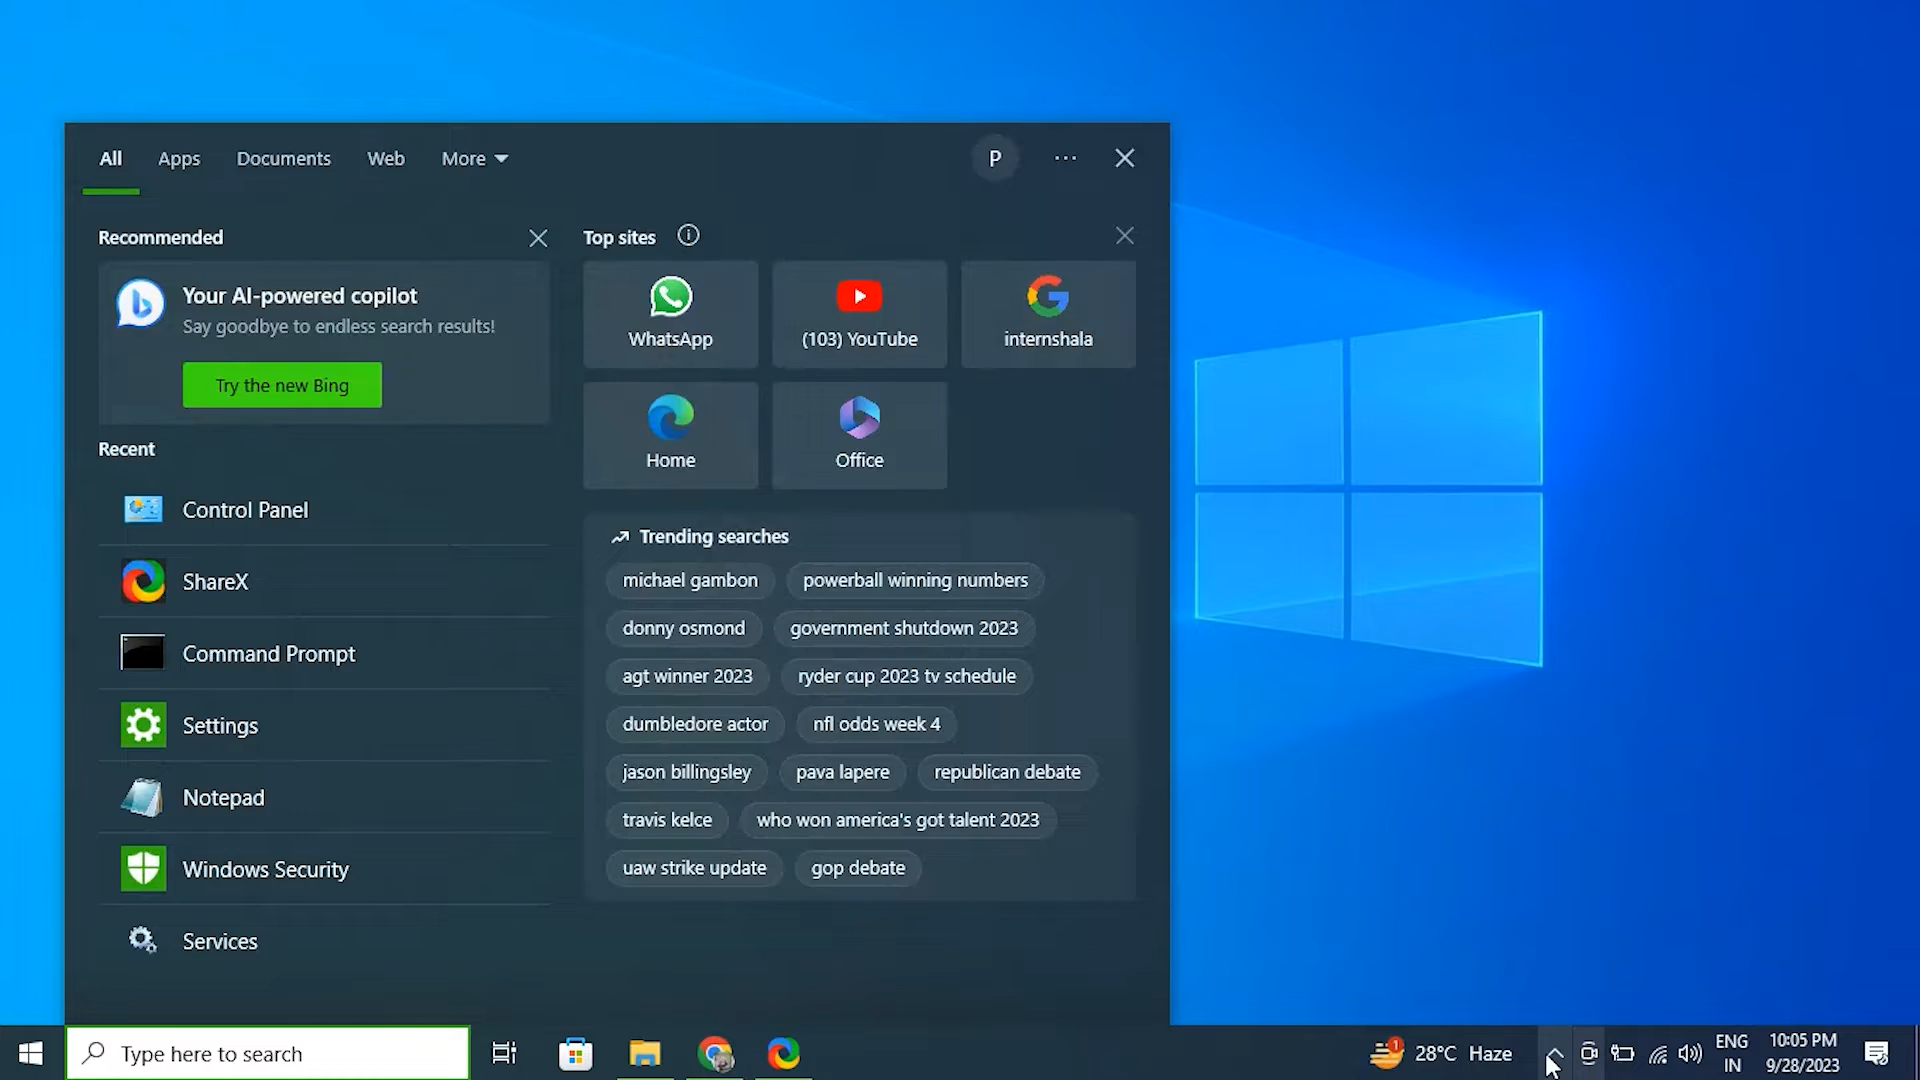 All Apps Documents Web More P
Recommended
Your AI-powered copilot
Say goodbye to endless search results!
Try the new Bing
Recent
Control Panel
ShareX
Command Prompt
Settings
Notepad
Windows Security
Services
Top sites
WhatsApp (103) YouTube internshala
Home Office
Trending searches
michael gambon powerball winning numbers
donny osmond government shutdown 2023
agt winner 2023 ryder cup 2023 tv schedule
dumbledore actor nfl odds week 4
jason billingsley pava lapere republican debate
travis kelce who won america's got talent 2023
uaw strike update gop debate
Type here to search
1 28°C Haze
ENG
IN
10:05 PM
9/28/2023